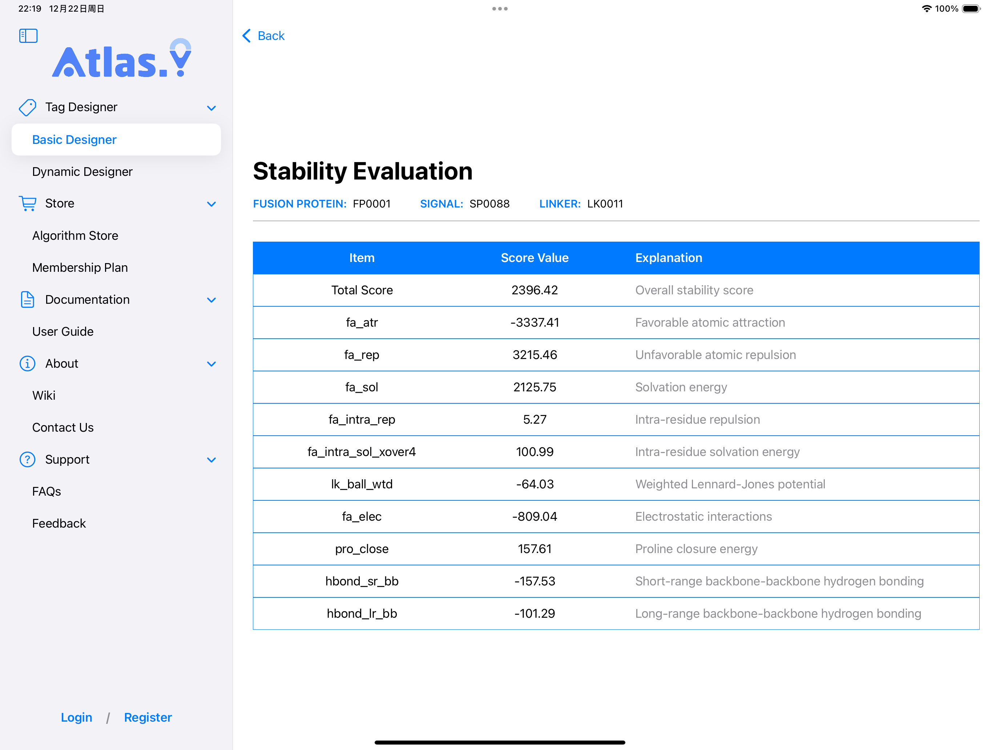 22:19 12月22日周日
100%
Atlas.
Tag Designer
Basic Designer
Dynamic Designer
Store
Algorithm Store
Membership Plan
Documentation
User Guide
About
Wiki
Contact Us
Support
FAQs
Feedback
Login / Register
Back
Stability Evaluation
FUSION PROTEIN: FP0001 SIGNAL: SP0088 LINKER: LK0011
Item Score Value Explanation
Total Score 2396.42 Overall stability score
fa_atr -3337.41 Favorable atomic attraction
fa_rep 3215.46 Unfavorable atomic repulsion
fa_sol 2125.75 Solvation energy
fa_intra_rep 5.27 Intra-residue repulsion
fa_intra_sol_xover4 100.99 Intra-residue solvation energy
lk_ball_wtd -64.03 Weighted Lennard-Jones potential
fa_elec -809.04 Electrostatic interactions
pro_close 157.61 Proline closure energy
hbond_sr_bb -157.53 Short-range backbone-backbone hydrogen bonding
hbond_lr_bb -101.29 Long-range backbone-backbone hydrogen bonding